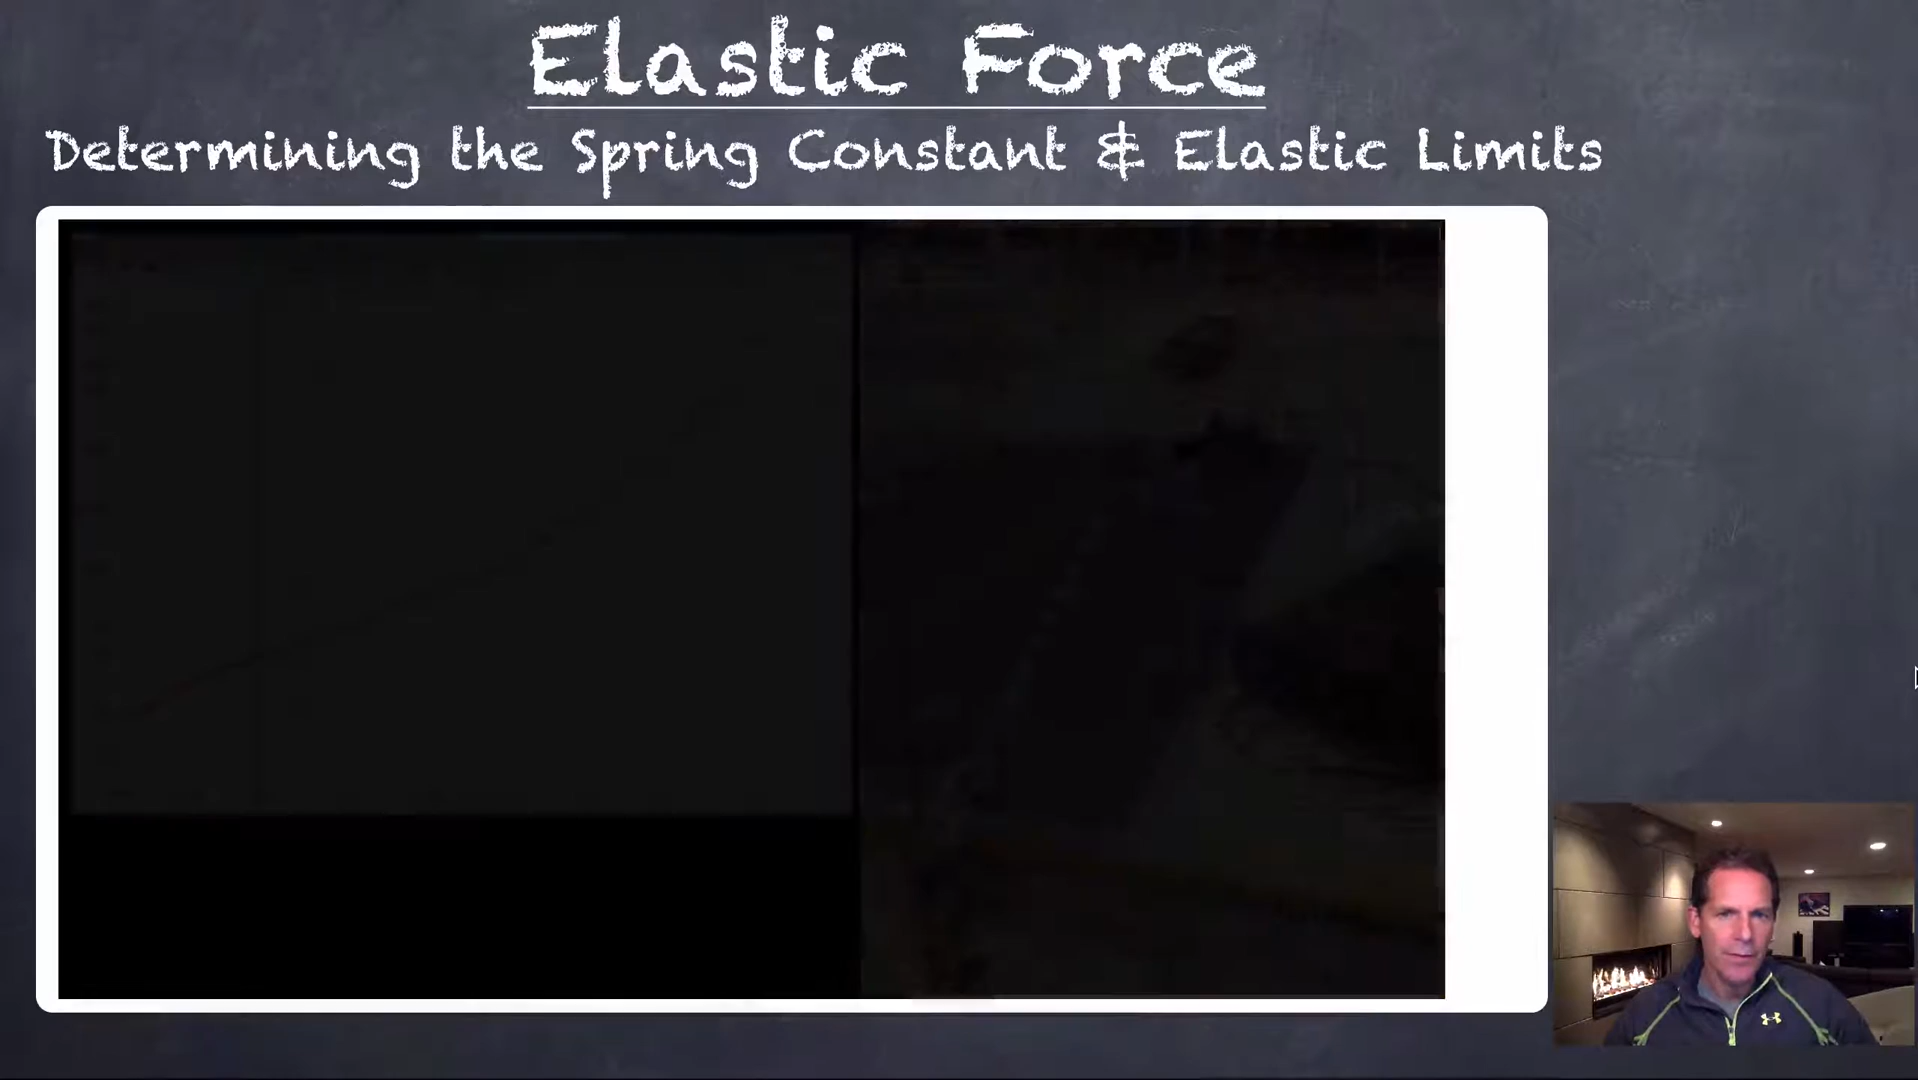 Elastic Force
Determining the Spring Constant & Elastic Limits